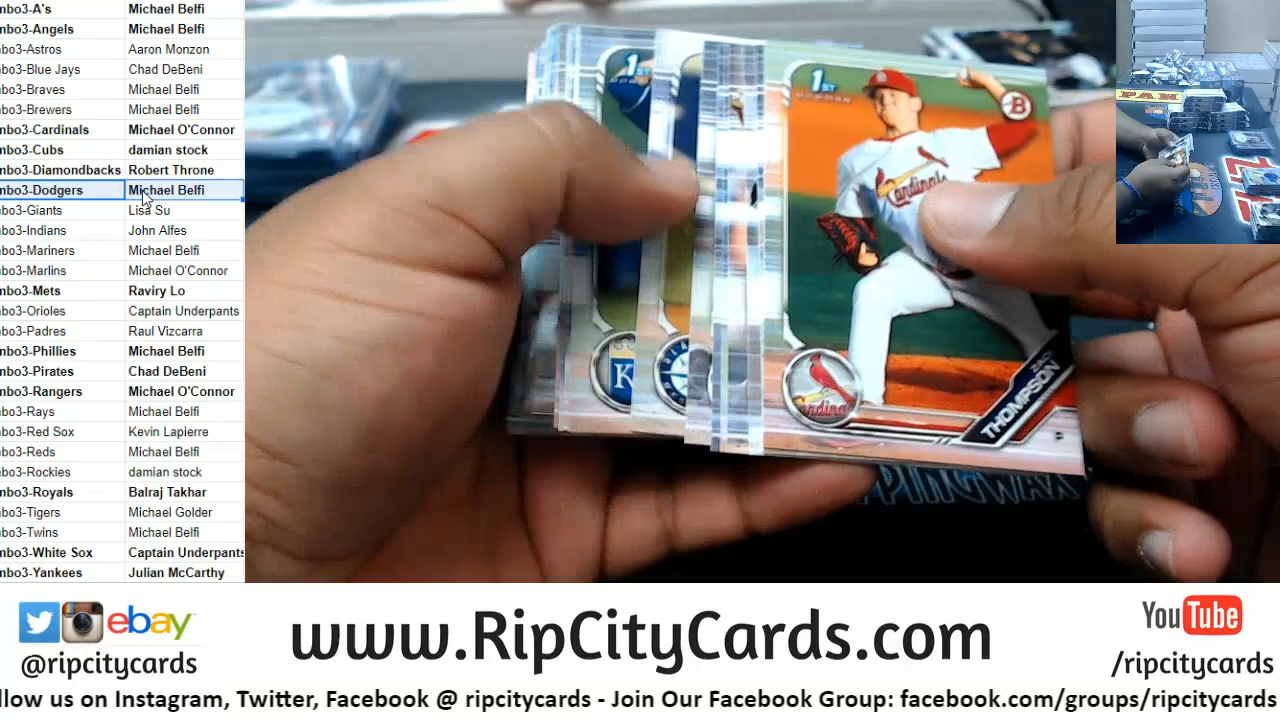 mbo3-A's Michael Belfi
mbo3-Angels Michael Belfi
mbo3-Astros Aaron Monzon
mbo3-Blue Jays Chad DeBeni
mbo3-Braves Michael Belfi
mbo3-Brewers Michael Belfi
mbo3-Cardinals Michael O'Connor
mbo3-Cubs damian stock
mbo3-Diamondbacks Robert Throne
mbo3-Dodgers Michael Belfi
mbo3-Giants Lisa Su
mbo3-Indians John Alfes
mbo3-Mariners Michael Belfi
mbo3-Marlins Michael O'Connor
mbo3-Mets Raviry Lo
mbo3-Orioles Captain Underpants
mbo3-Padres Raul Vizcarra
mbo3-Phillies Michael Belfi
mbo3-Pirates Chad DeBeni
mbo3-Rangers Michael O'Connor
mbo3-Rays Michael Belfi
mbo3-Red Sox Kevin Lapierre
mbo3-Reds Michael Belfi
mbo3-Rockies damian stock
mbo3-Royals Balraj Takhar
mbo3-Tigers Michael Golder
mbo3-Twins Michael Belfi
mbo3-White Sox Captain Underpants
mbo3-Yankees Julian McCarthy
1ST
BOWMAN
B
Cardinals
Cardinals
ZACK
THOMPSON
PPINGWAX
ebay
@ripcitycards
www.RipCityCards.com
YouTube
/ripcitycards
llow us on Instagram, Twitter, Facebook @ ripcitycards - Join Our Facebook Group: facebook.com/groups/ripcitycards